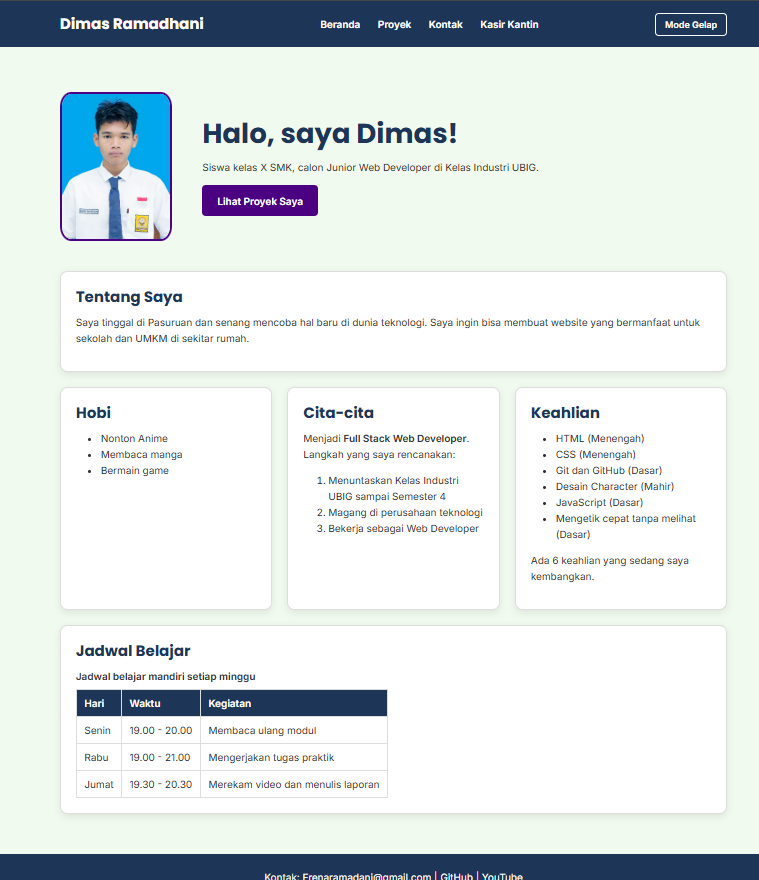 Dimas Ramadhani
Beranda Proyek Kontak Kasir Kantin
Mode Gelap
Halo, saya Dimas!
Siswa kelas X SMK, calon Junior Web Developer di Kelas Industri UBIG.
Lihat Proyek Saya
Tentang Saya
Saya tinggal di Pasuruan dan senang mencoba hal baru di dunia teknologi. Saya ingin bisa membuat website yang bermanfaat untuk
sekolah dan UMKM di sekitar rumah.
Hobi
Nonton Anime
Membaca manga
Bermain game
Cita-cita
Menjadi Full Stack Web Developer.
Langkah yang saya rencanakan:
1. Menuntaskan Kelas Industri
UBIG sampai Semester 4
2. Magang di perusahaan teknologi
3. Bekerja sebagai Web Developer
Keahlian
HTML (Menengah)
CSS (Menengah)
Git dan GitHub (Dasar)
Desain Character (Mahir)
JavaScript (Dasar)
Mengetik cepat tanpa melihat
(Dasar)
Ada 6 keahlian yang sedang saya
kembangkan.
Jadwal Belajar
Jadwal belajar mandiri setiap minggu
Hari Waktu Kegiatan
Senin 19.00 - 20.00 Membaca ulang modul
Rabu 19.00 - 21.00 Mengerjakan tugas praktik
Jumat 19.30 - 20.30 Merekam video dan menulis laporan
Kontak: Frenaramadani@gmail.com | GitHub | YouTube